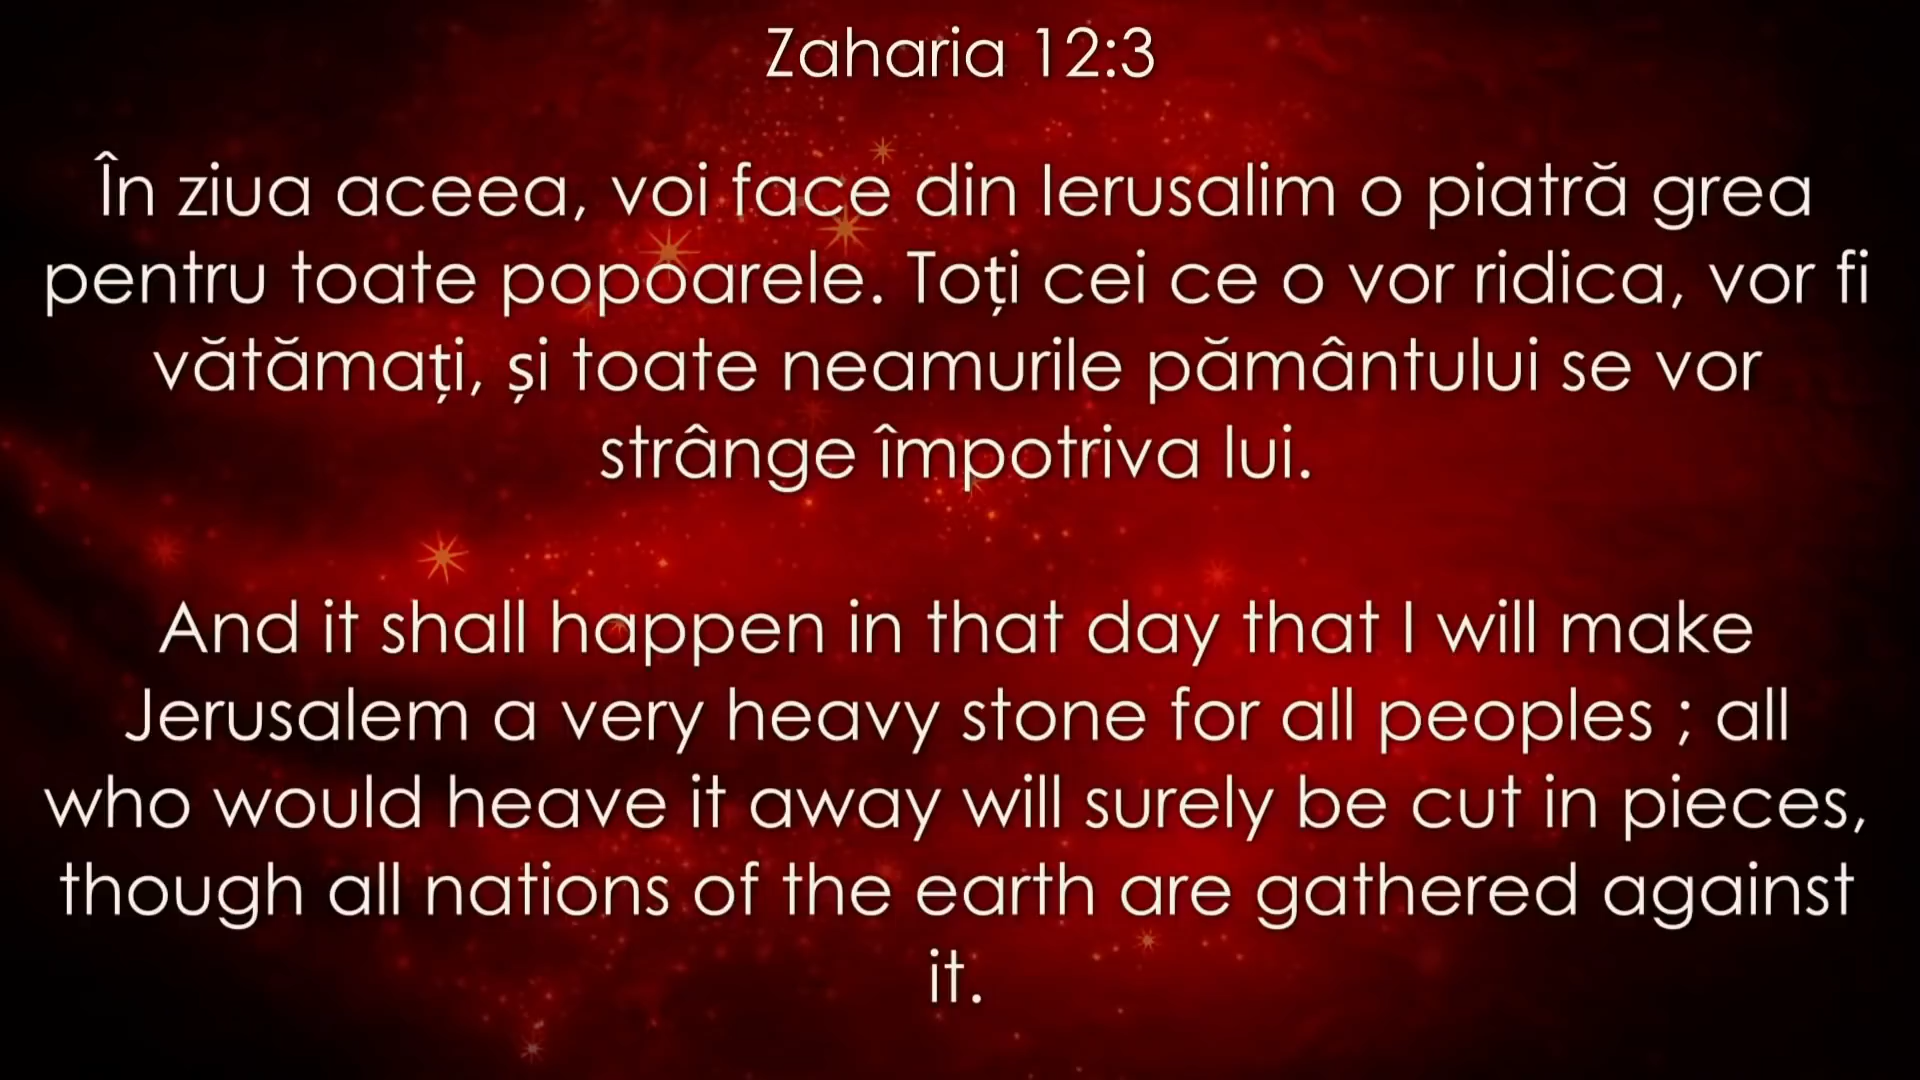 Zaharia 12:3
În ziua aceea, voi face din Ierusalim o piatră grea
pentru toate popoarele. Toți cei ce o vor ridica, vor fi
vătămați, și toate neamurile pământului se vor
strânge împotriva lui.
And it shall happen in that day that I will make
Jerusalem a very heavy stone for all peoples ; all
who would heave it away will surely be cut in pieces,
though all nations of the earth are gathered against
it.